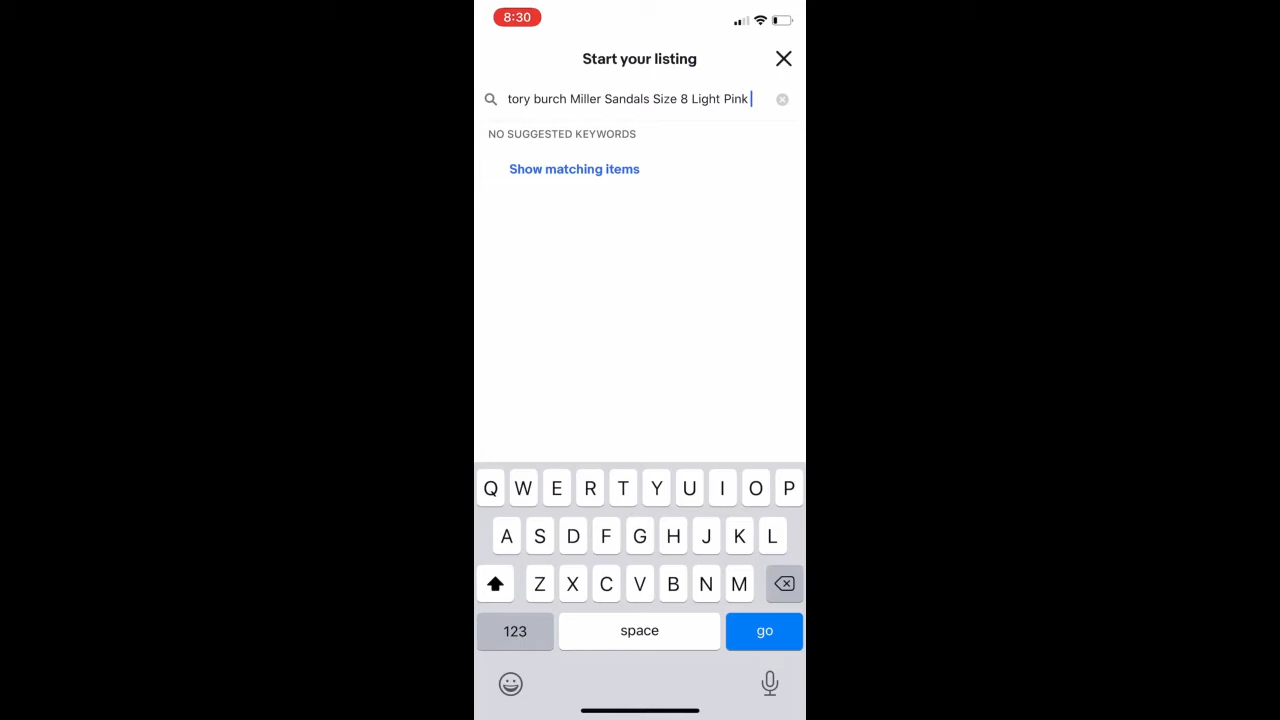 8:30
Start your listing
tory burch Miller Sandals Size 8 Light Pink
NO SUGGESTED KEYWORDS
Show matching items
Q W E R T Y U I O P
A S D F G H J K L
Z X C V B N M
123 space go